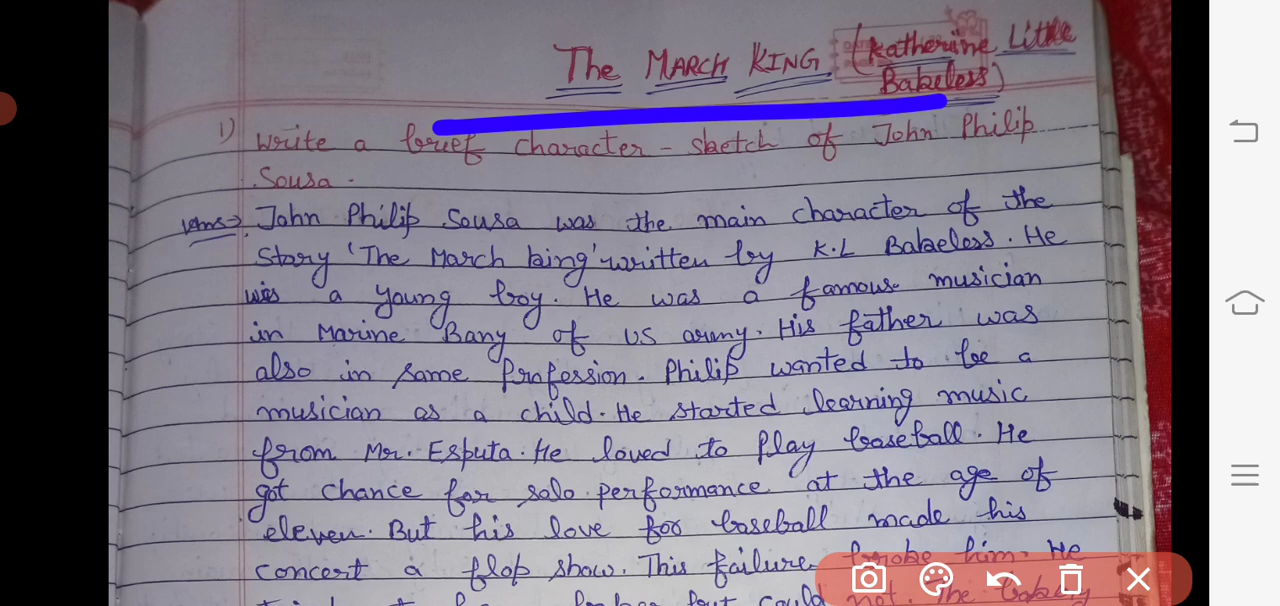 The MARCH KING (Katherine Little
Bakeless)
1) Write a brief character - sketch of John Philip
Sousa.
Ans→ John Philip Sousa was the main character of the
Story 'The March king' written by K.L Bakeless. He
was a young boy. He was a famous musician
in Marine Bany of US army. His father was
also in same profession. Philip wanted to be a
musician as a child. He started learning music
from Mr. Esputa. He loved to play baseball. He
got chance for solo performance at the age of
eleven. But his love for baseball made his
concert a flop show. This failure broke him. He